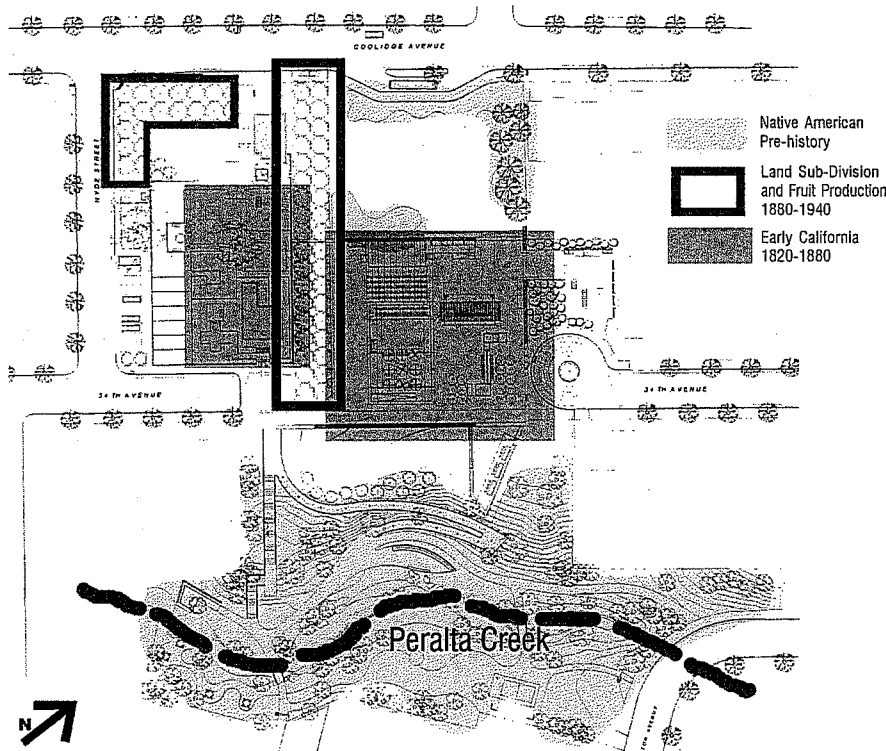 COOLIDGE AVENUE
HYDE STREET
Native American
Pre-history
Land Sub-Division
and Fruit Production
1880-1940
Early California
1820-1880
34 TH AVENUE
34 TH AVENUE
Peralta Creek
AVENUE
N